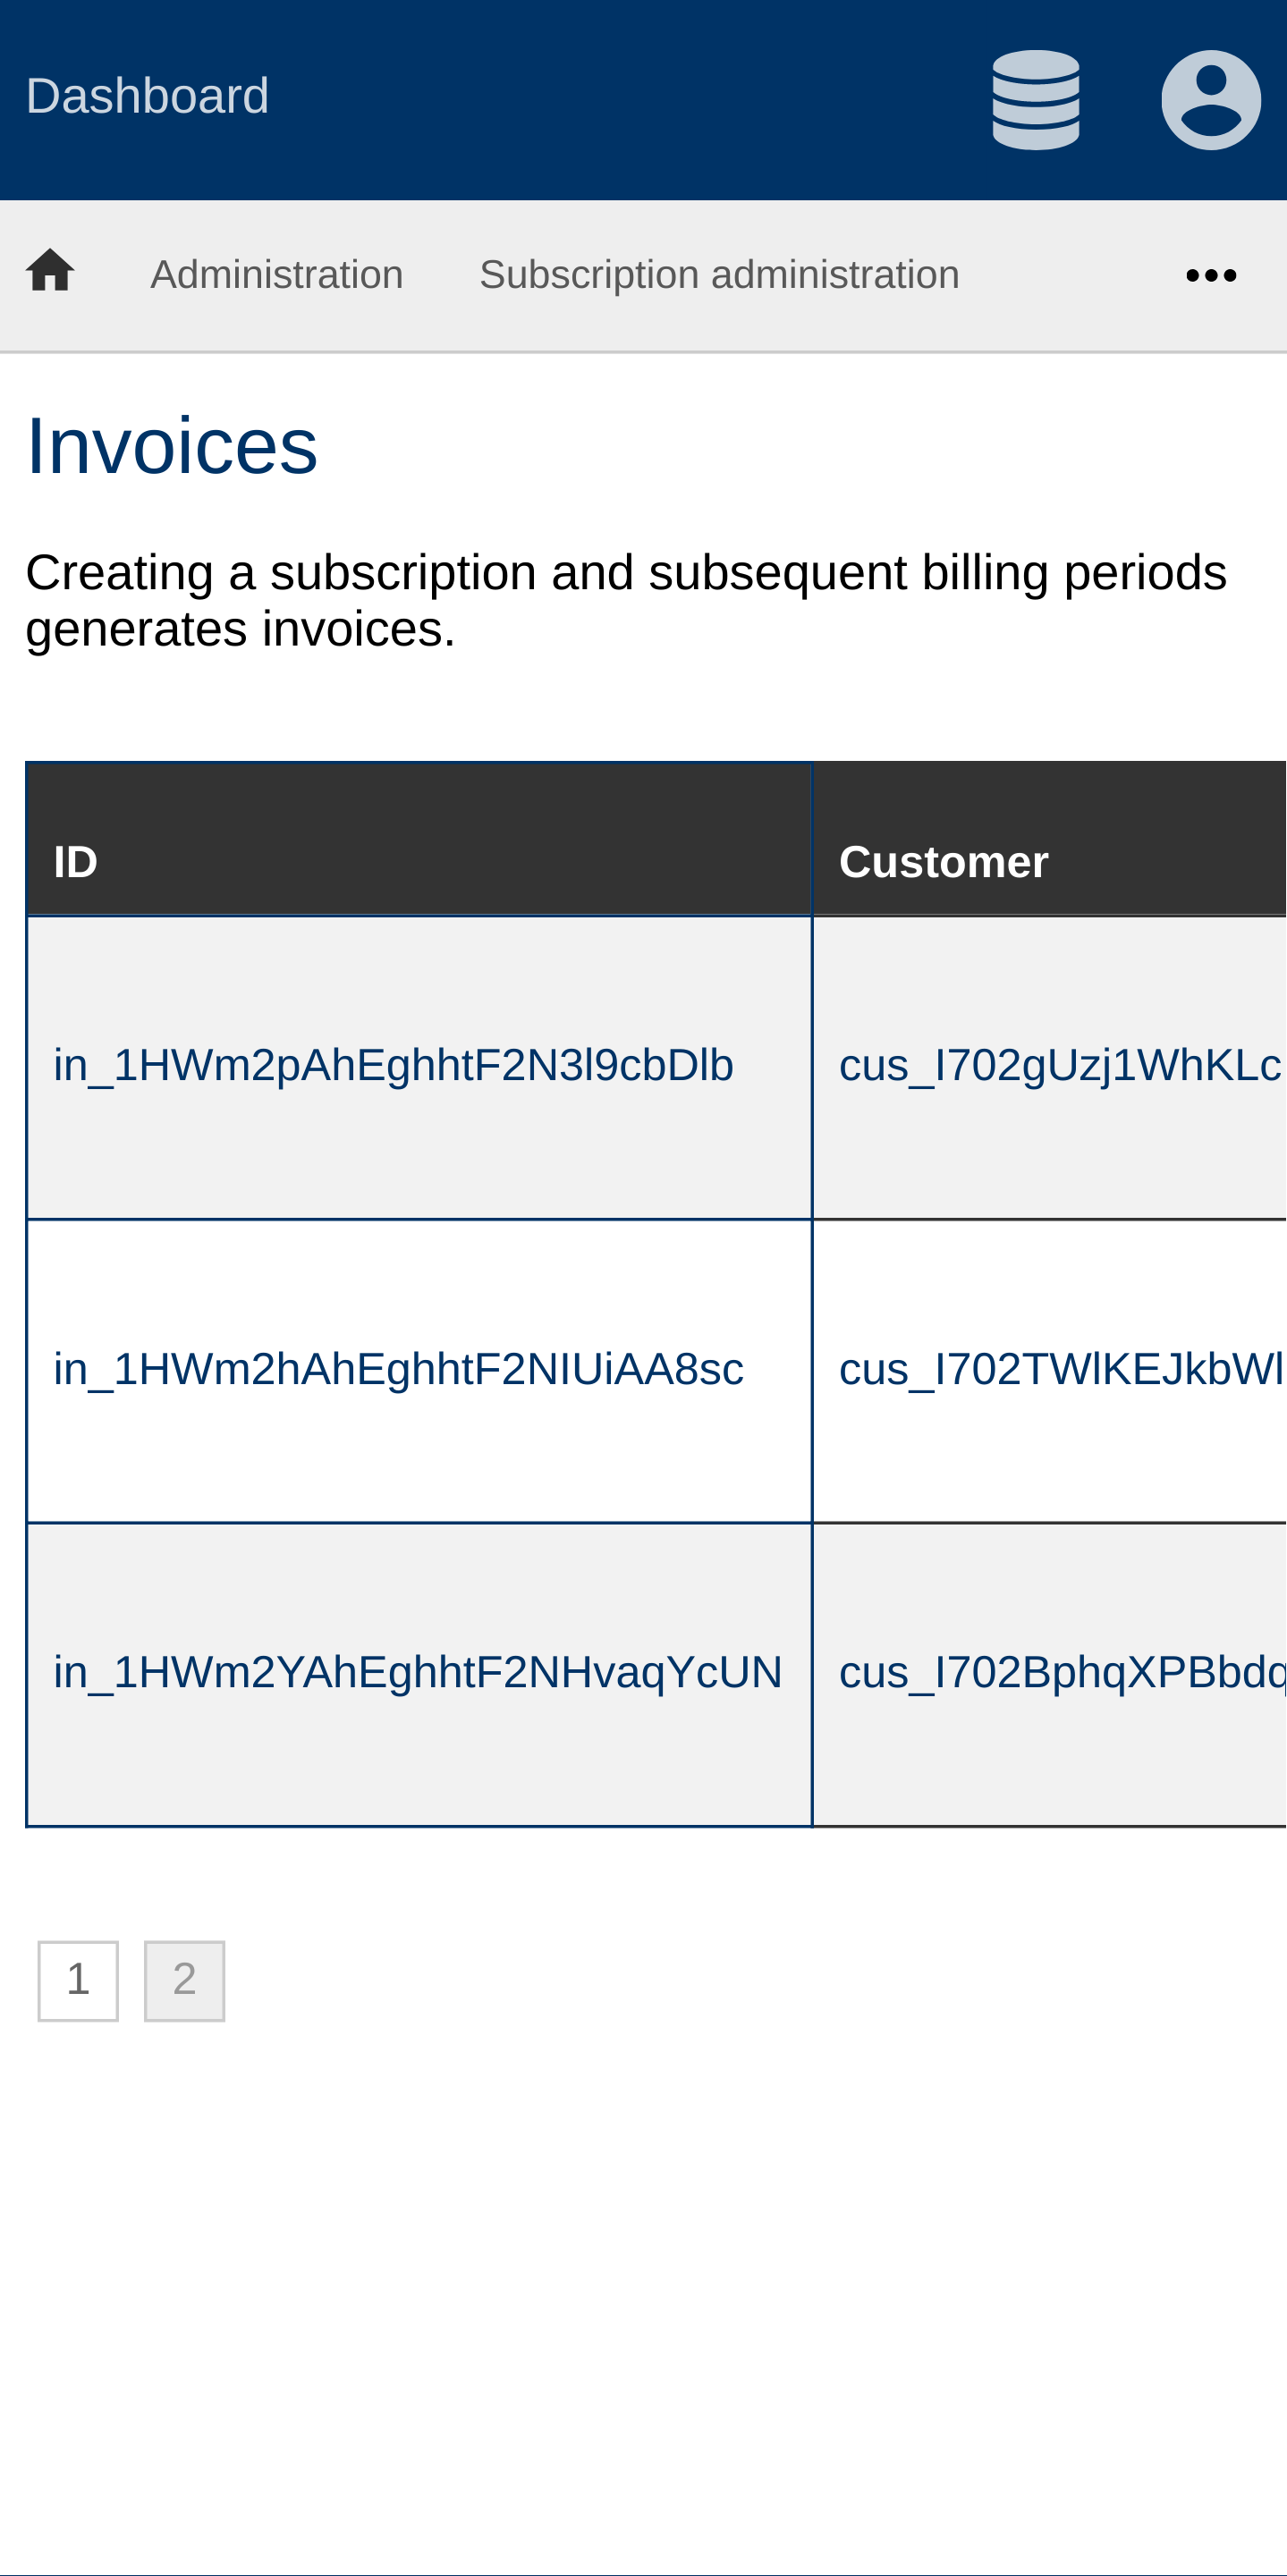 Dashboard
Administration Subscription administration
Invoices
Creating a subscription and subsequent billing periods
generates invoices.
ID Customer
in_1HWm2pAhEghhtF2N3l9cbDlb cus_I702gUzj1WhKLc
in_1HWm2hAhEghhtF2NIUiAA8sc cus_I702TWlKEJkbWl
in_1HWm2YAhEghhtF2NHvaqYcUN cus_I702BphqXPBbdq
1 2